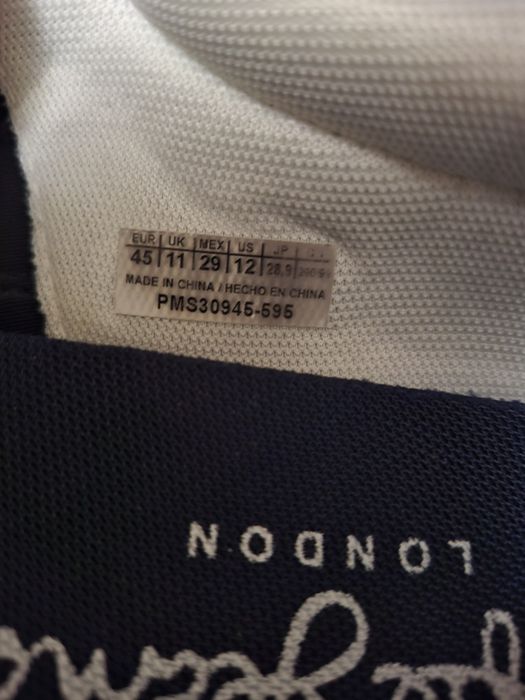 EUR UK MEX US JP
45 11 29 12 28,9
MADE IN CHINA / HECHO EN CHINA
PMS30945-595
LONDON